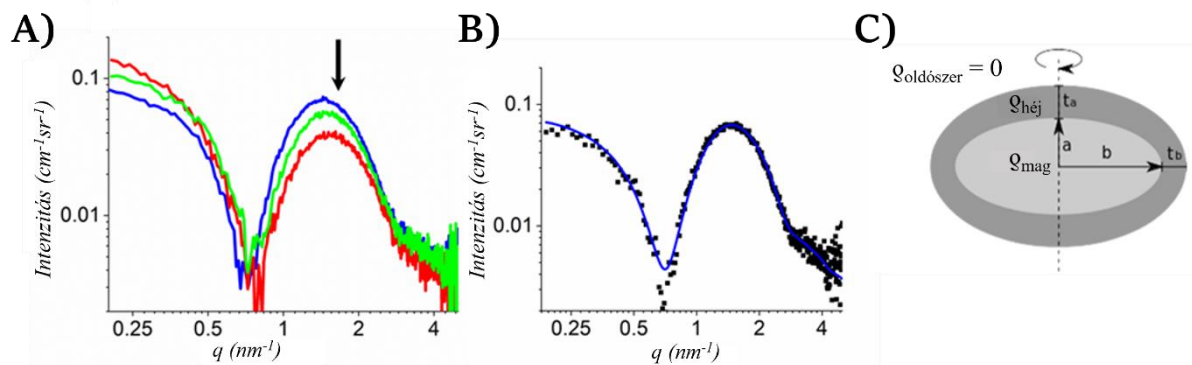 A)
Intenzitás (cm⁻¹sr⁻¹)
0.1
0.01
0.25
0.5
1
2
4
q (nm⁻¹)
B)
Intenzitás (cm⁻¹sr⁻¹)
0.1
0.01
0.25
0.5
1
2
4
q (nm⁻¹)
C)
ϱoldószer = 0
ϱhéj
ta
ϱmag
a
b
tb